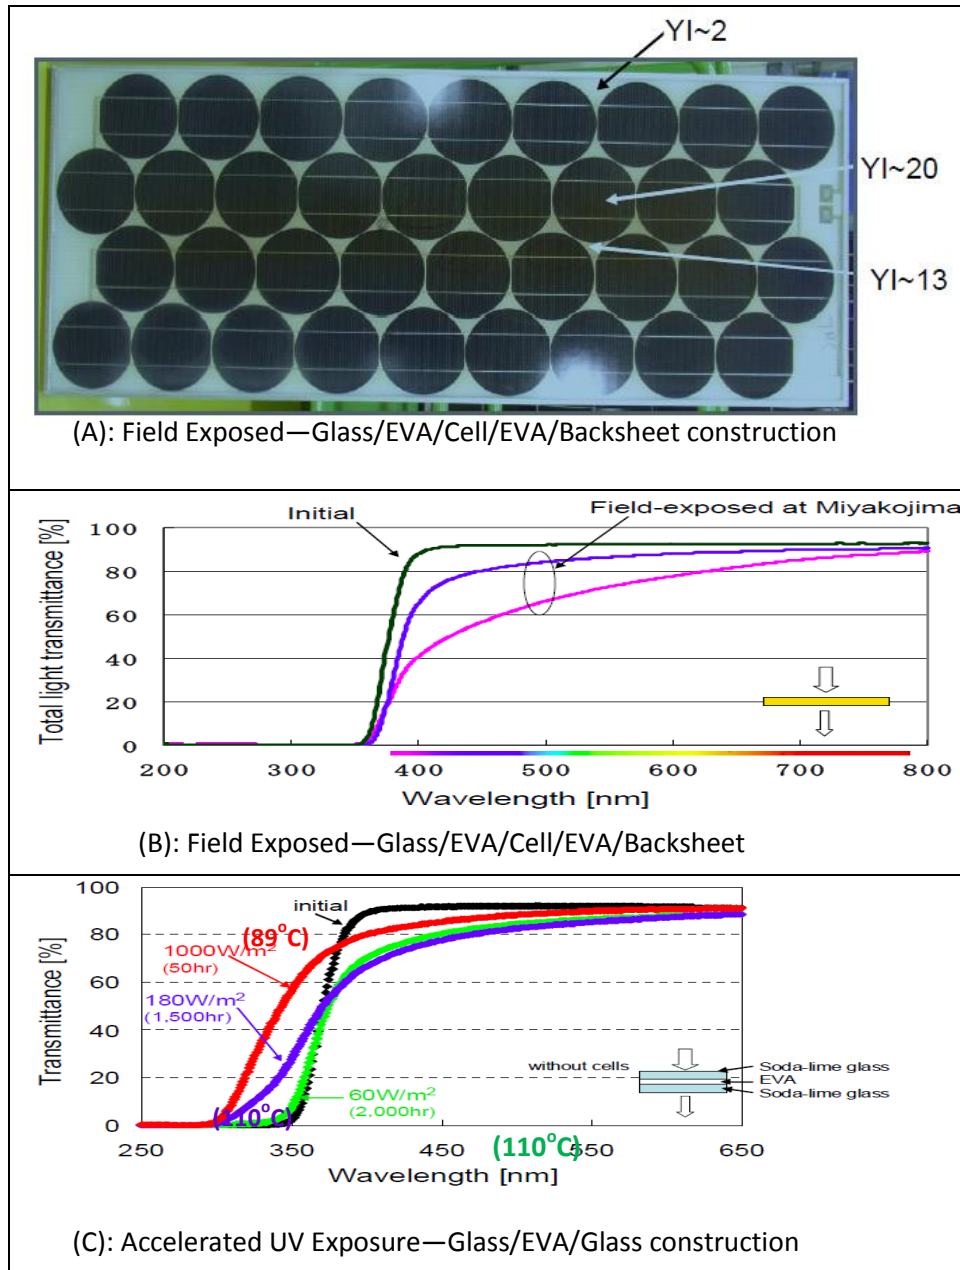 YI~2
YI~20
YI~13
(A): Field Exposed—Glass/EVA/Cell/EVA/Backsheet construction
Total light transmittance [%]
100
80
60
40
20
0
Initial
Field-exposed at Miyakojima
200 300 400 500 600 700 800
Wavelength [nm]
(B): Field Exposed—Glass/EVA/Cell/EVA/Backsheet
Transmittance [%]
100
80
60
40
20
0
initial
(89°C)
1000W/m²
(50hr)
180W/m²
(1,500hr)
60W/m²
(2,000hr)
(110°C)
(110°C)
without cells
Soda-lime glass
EVA
Soda-lime glass
250 350 450 550 650
Wavelength [nm]
(C): Accelerated UV Exposure—Glass/EVA/Glass construction